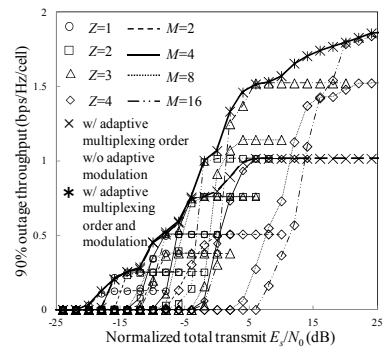 90% outage throughput (bps/Hz/cell)
2
1.5
1
0.5
0
Z=1
Z=2
Z=3
Z=4
M=2
M=4
M=8
M=16
w/ adaptive
multiplexing order
w/o adaptive
modulation
w/ adaptive
multiplexing
order and
modulation
-25 -15 -5 5 15 25
Normalized total transmit Es/N0 (dB)